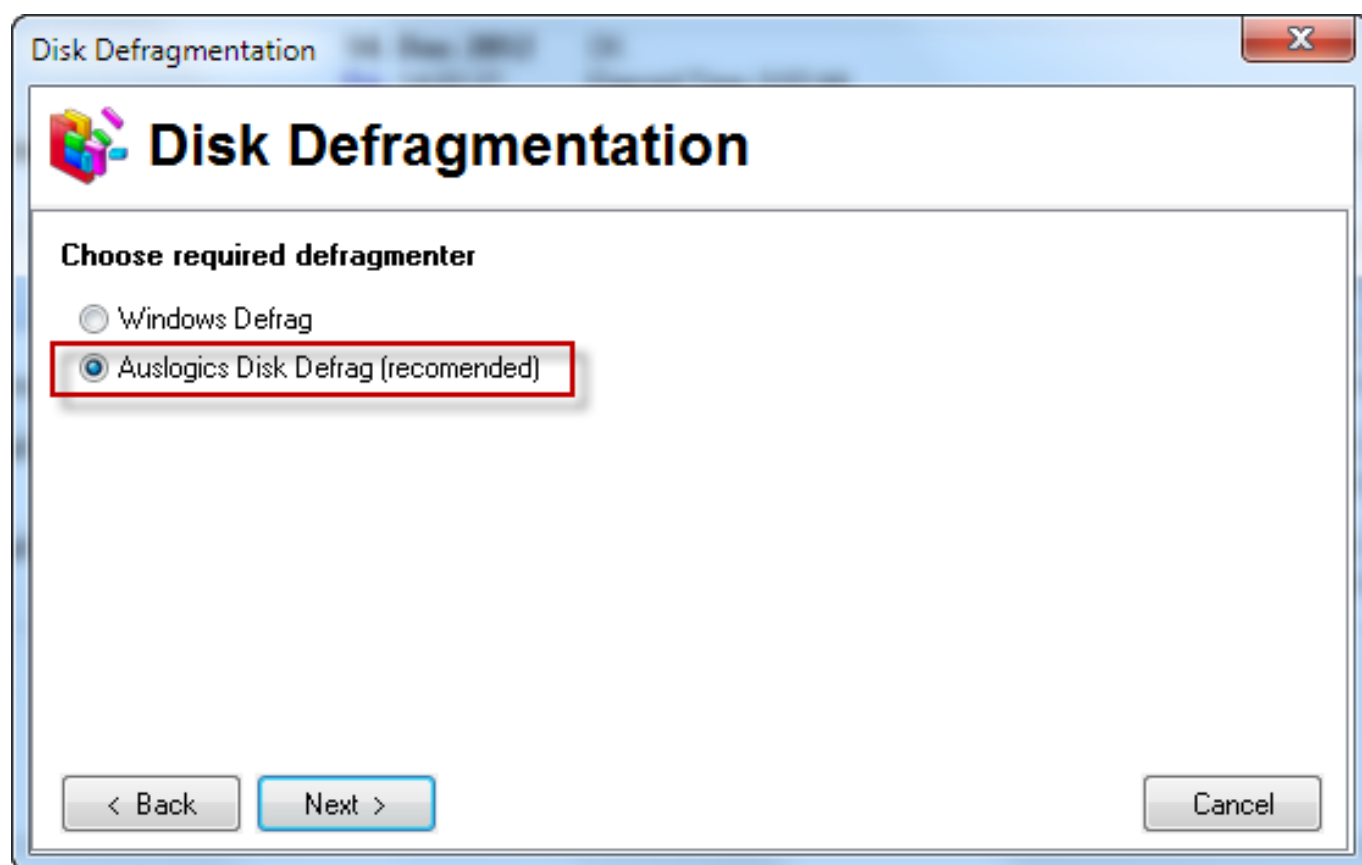 Disk Defragmentation
Disk Defragmentation
Choose required defragmenter
Windows Defrag
Auslogics Disk Defrag (recomended)
< Back
Next >
Cancel